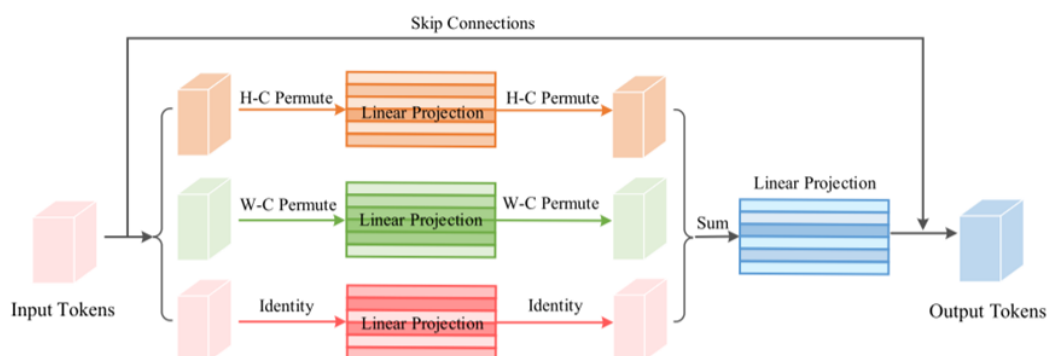 Skip Connections
H-C Permute
Linear Projection
H-C Permute
W-C Permute
Linear Projection
W-C Permute
Linear Projection
Sum
Identity
Linear Projection
Identity
Input Tokens
Output Tokens